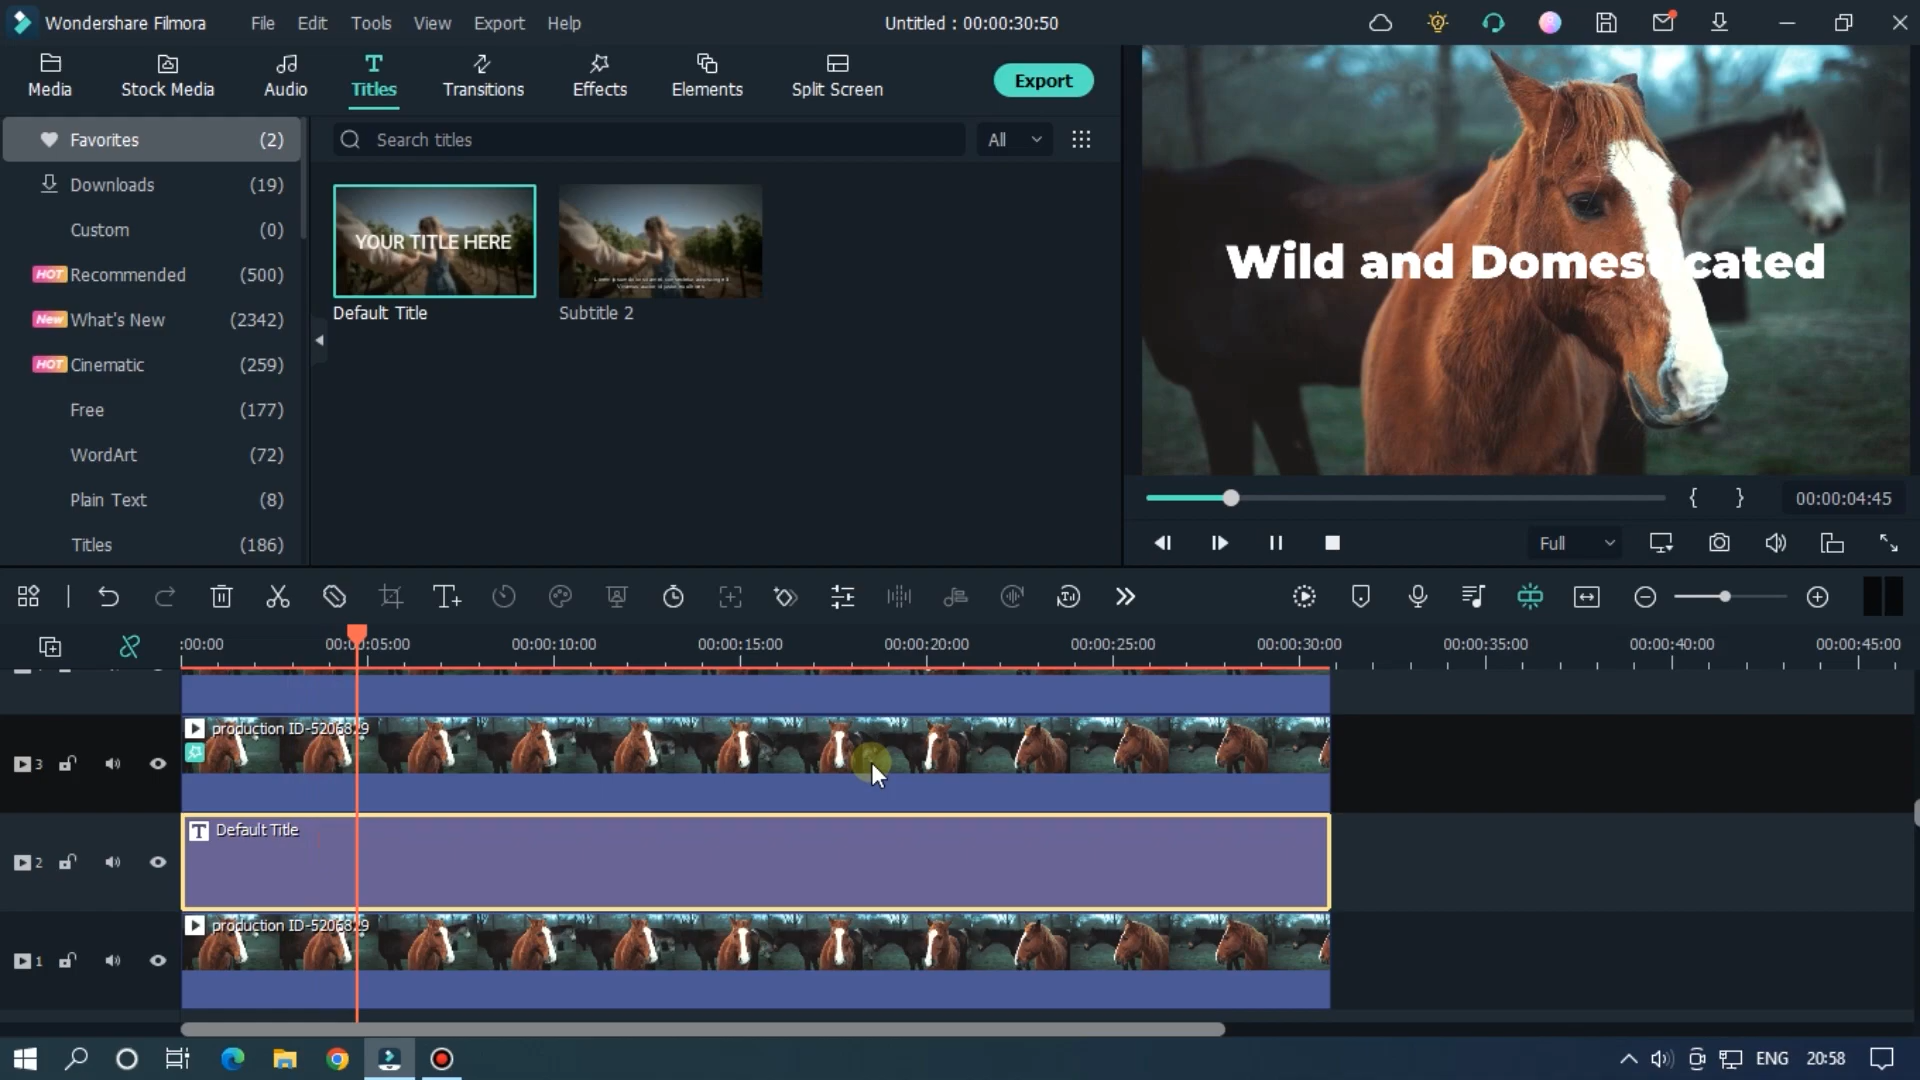 Wondershare Filmora
File Edit Tools View Export Help
Untitled : 00:00:30:50
Media Stock Media Audio Titles Transitions Effects Elements Split Screen
Export
Favorites (2)
Downloads (19)
Custom (0)
HOT Recommended (500)
New What's New (2342)
HOT Cinematic (259)
Free (177)
WordArt (72)
Plain Text (8)
Titles (186)
Search titles
All
YOUR TITLE HERE
Default Title
Subtitle 2
Wild and Domesticated
{ } 00:00:04:45
Full
:00:00 00:00:05:00 00:00:10:00 00:00:15:00 00:00:20:00 00:00:25:00 00:00:30:00 00:00:35:00 00:00:40:00 00:00:45:00
production ID-5206829
3
T Default Title
2
production ID-5206829
1
ENG 20:58